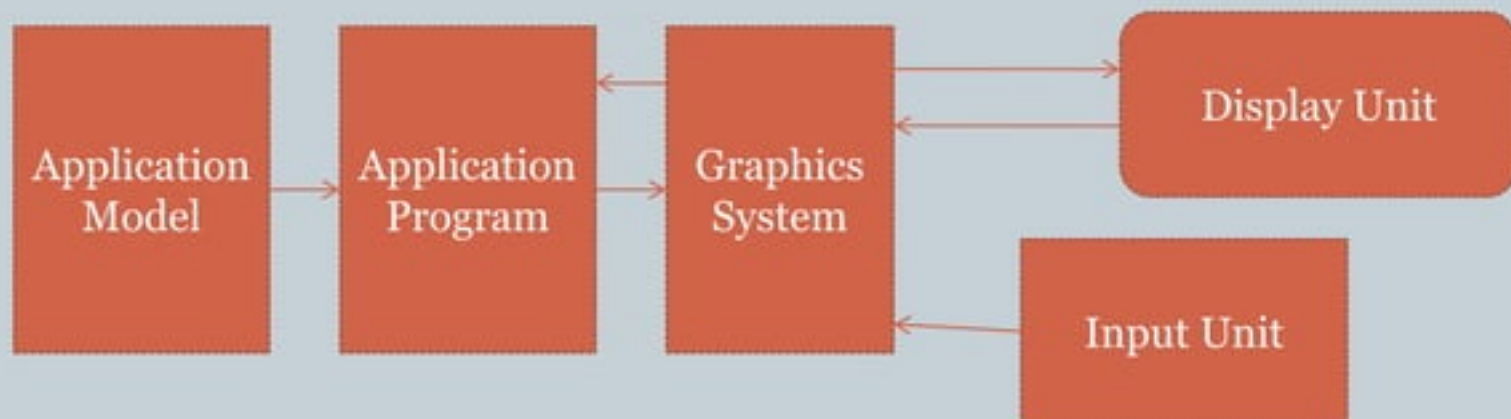 Application
Model
Application
Program
Graphics
System
Display Unit
Input Unit